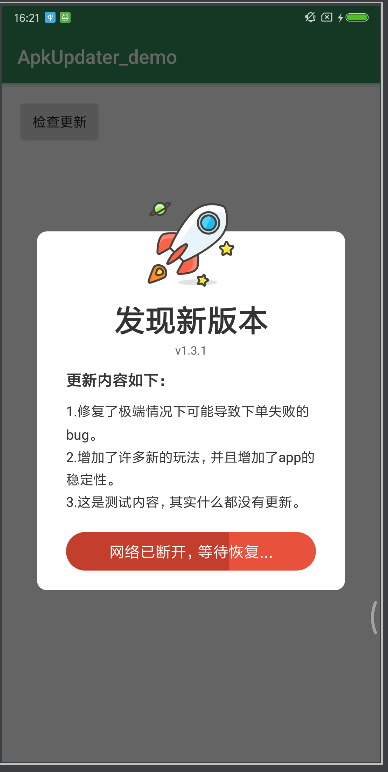 16:21
ApkUpdater_demo
检查更新
发现新版本
v1.3.1
更新内容如下：
1.修复了极端情况下可能导致下单失败的
bug。
2.增加了许多新的玩法，并且增加了app的
稳定性。
3.这是测试内容，其实什么都没有更新。
网络已断开，等待恢复...